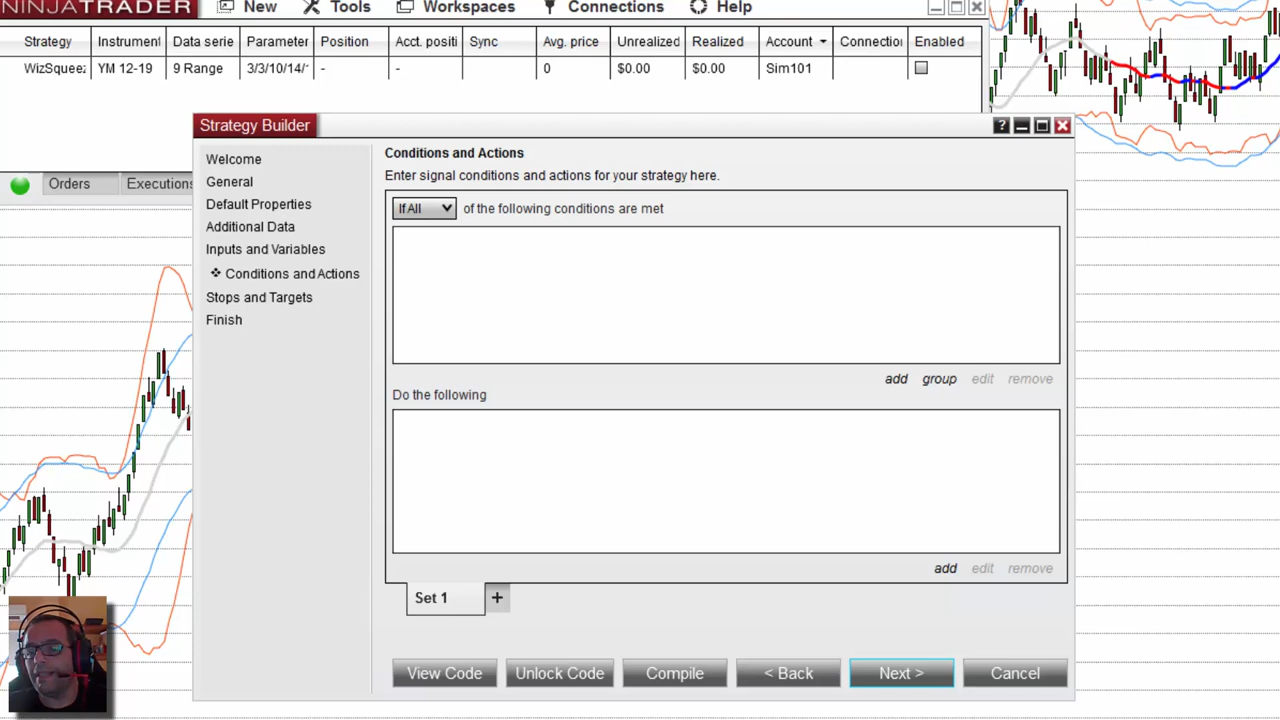 NINJATRADER New Tools Workspaces Connections Help
Strategy Instrument Data serie Parameter Position Acct. positi Sync Avg. price Unrealized Realized Account Connectio Enabled
WizSqueez YM 12-19 9 Range 3/3/10/14/ - - 0 $0.00 $0.00 Sim101
Orders Executions
Strategy Builder ?
Welcome
General
Default Properties
Additional Data
Inputs and Variables
Conditions and Actions
Stops and Targets
Finish
Conditions and Actions
Enter signal conditions and actions for your strategy here.
If All of the following conditions are met
add group edit remove
Do the following
add edit remove
Set 1 +
View Code Unlock Code Compile < Back Next > Cancel